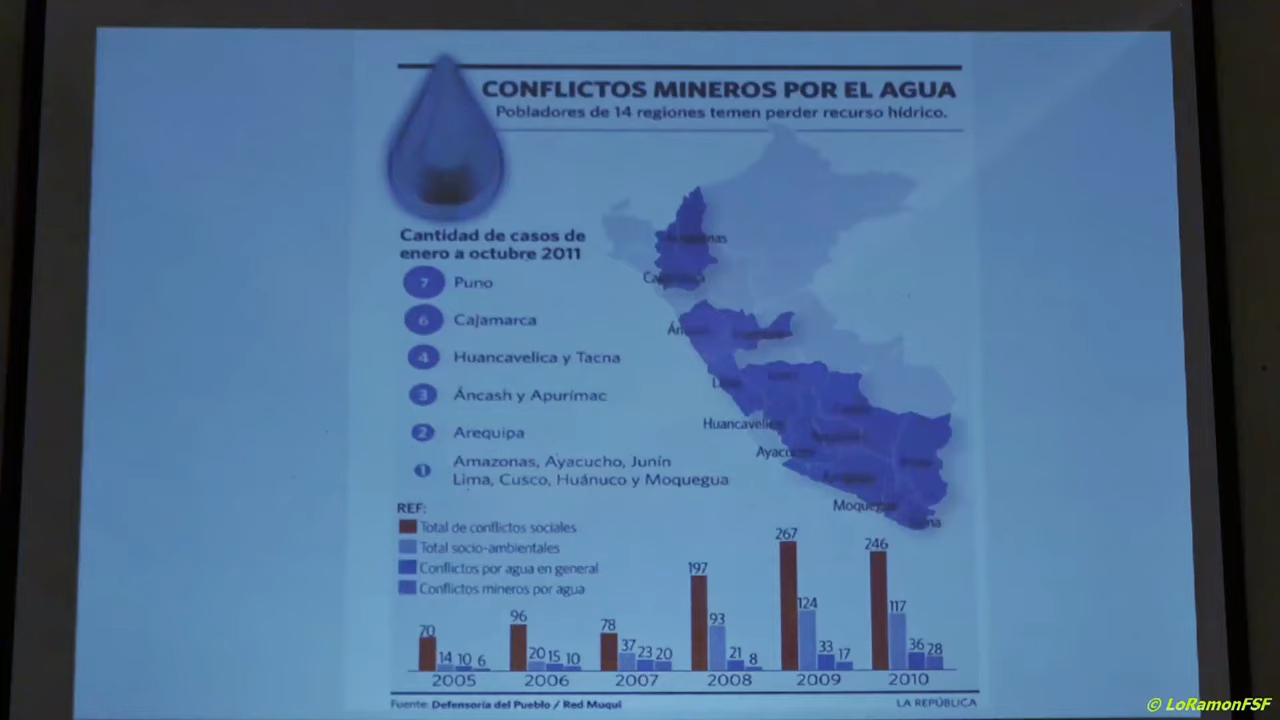 CONFLICTOS MINEROS POR EL AGUA
Pobladores de 14 regiones temen perder recurso hídrico.
Cantidad de casos de
enero a octubre 2011
7 Puno
6 Cajamarca
4 Huancavelica y Tacna
3 Áncash y Apurímac
2 Arequipa
1 Amazonas, Ayacucho, Junín
Lima, Cusco, Huánuco y Moquegua
Amazonas
Cajamarca
Lima
Huancavelica
Ayacucho
Moquegua
Tacna
REF:
Total de conflictos sociales
Total socio-ambientales
Conflictos por agua en general
Conflictos mineros por agua
70 14 10 6
96 20 15 10
78 37 23 20
197 93 21 8
267 124 33 17
246 117 36 28
2005 2006 2007 2008 2009 2010
Fuente: Defensoría del Pueblo / Red Muqui
LA REPÚBLICA
© LoRamonFSF